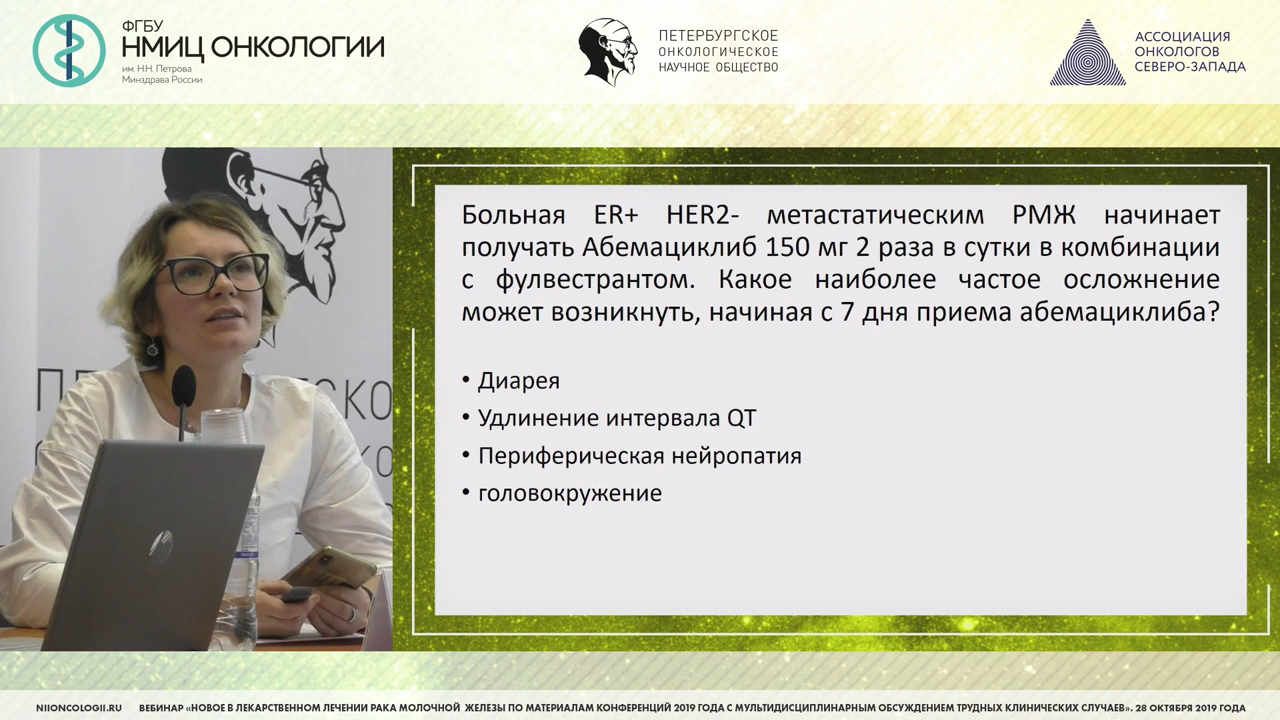 ФГБУ
НМИЦ ОНКОЛОГИИ
им. Н.Н. Петрова
Минздрава России
ПЕТЕРБУРГСКОЕ
ОНКОЛОГИЧЕСКОЕ
НАУЧНОЕ ОБЩЕСТВО
АССОЦИАЦИЯ
ОНКОЛОГОВ
СЕВЕРО-ЗАПАДА
Больная ER+ HER2- метастатическим РМЖ начинает
получать Абемациклиб 150 мг 2 раза в сутки в комбинации
с фулвестрантом. Какое наиболее частое осложнение
может возникнуть, начиная с 7 дня приема абемациклиба?
• Диарея
• Удлинение интервала QT
• Периферическая нейропатия
• головокружение
NIIONCOLOGII.RU ВЕБИНАР «НОВОЕ В ЛЕКАРСТВЕННОМ ЛЕЧЕНИИ РАКА МОЛОЧНОЙ ЖЕЛЕЗЫ ПО МАТЕРИАЛАМ КОНФЕРЕНЦИЙ 2019 ГОДА С МУЛЬТИДИСЦИПЛИНАРНЫМ ОБСУЖДЕНИЕМ ТРУДНЫХ КЛИНИЧЕСКИХ СЛУЧАЕВ». 28 ОКТЯБРЯ 2019 ГОДА